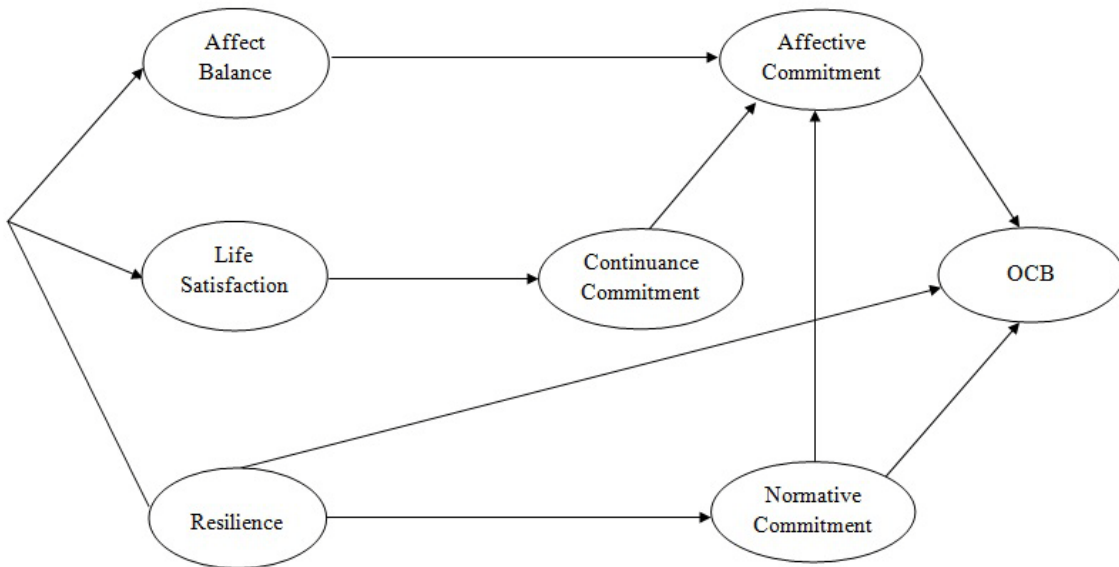 Affect
Balance
Affective
Commitment
Life
Satisfaction
Continuance
Commitment
OCB
Resilience
Normative
Commitment